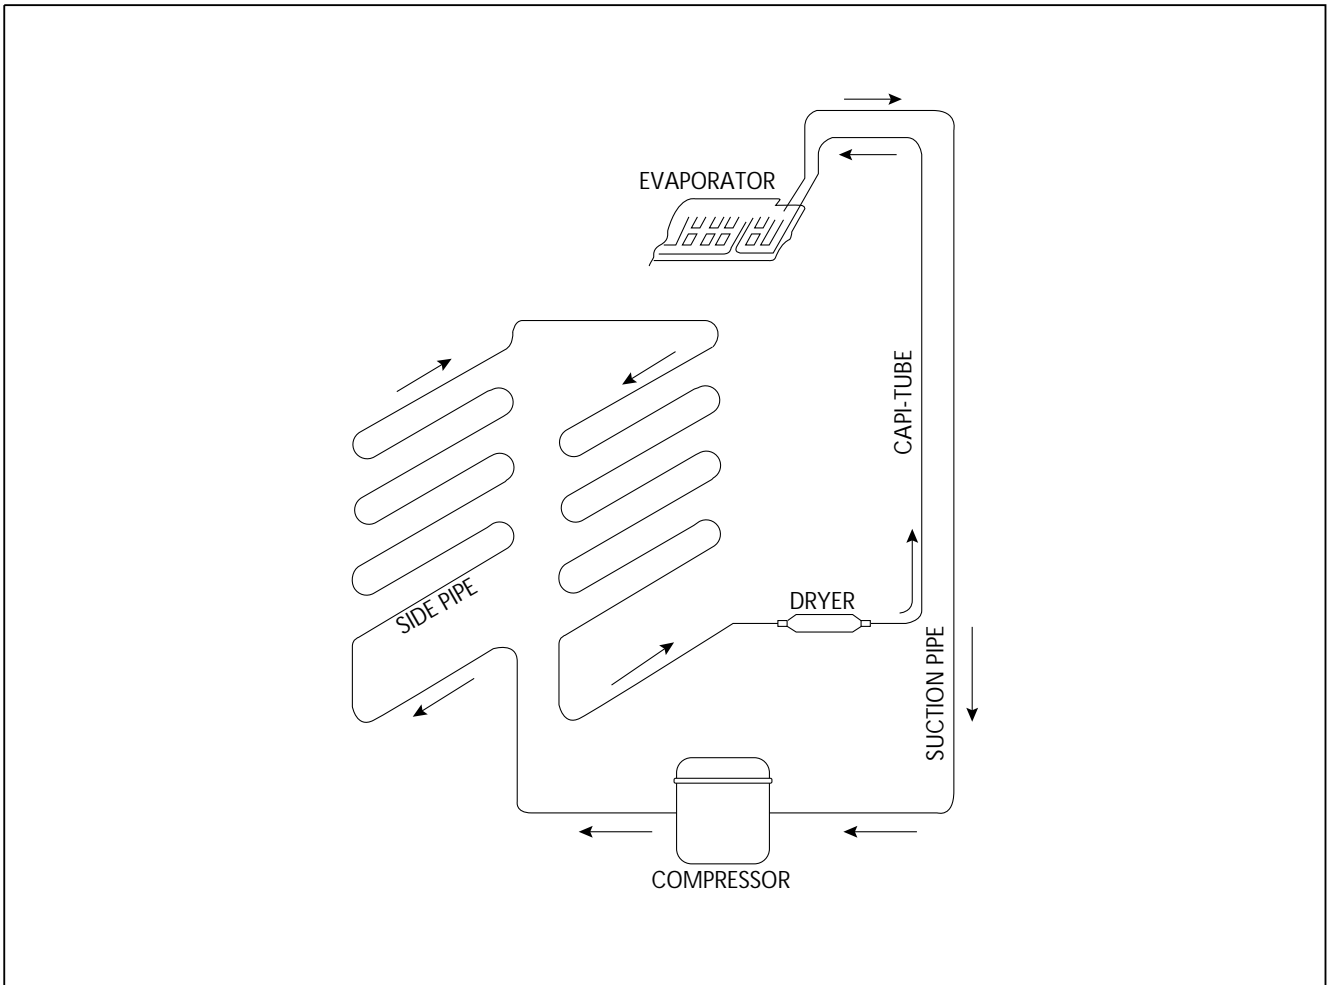 EVAPORATOR
CAPI-TUBE
SIDE PIPE
DRYER
SUCTION PIPE
COMPRESSOR